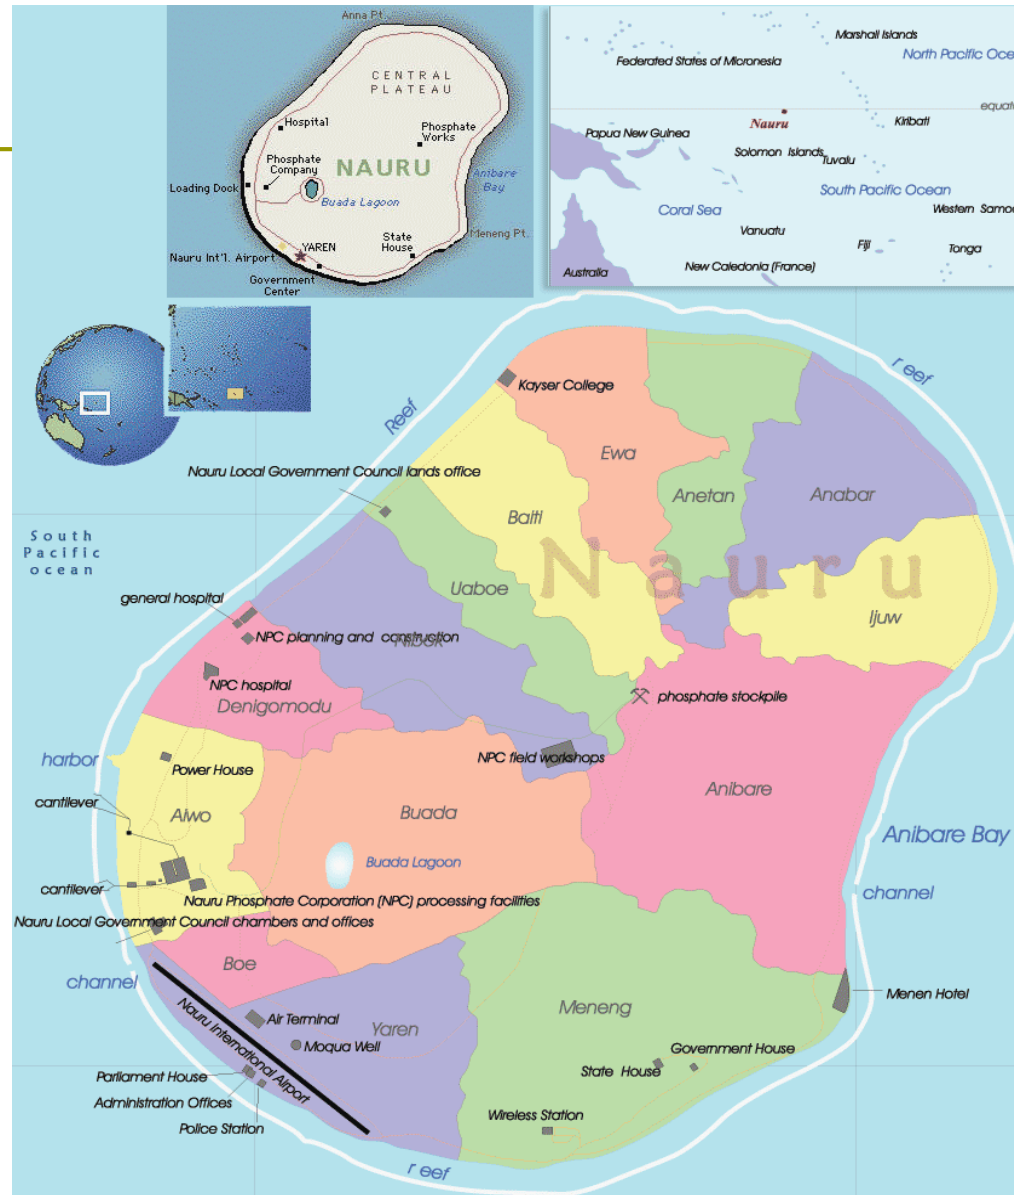 Anna Pt.
CENTRAL
PLATEAU
Hospital
Phosphate
Works
Phosphate
Company
NAURU
Loading Dock
Anibare
Bay
Buada Lagoon
Meneng Pt.
YAREN
State
House
Nauru Int'l. Airport
Government
Center
Marshall Islands
North Pacific Oce
Federated States of Micronesia
equato
Nauru
Kiribati
Papua New Guinea
Solomon Islands
Tuvalu
South Pacific Ocean
Coral Sea
Western Samoa
Vanuatu
Fiji
Tonga
New Caledonia (France)
Australia
reef
Kayser College
Reef
Ewa
Nauru Local Government Council lands office
Anetan
Anabar
Baiti
South
Pacific
ocean
Nauru
Uaboe
Ijuw
general hospital
NPC planning and construction
Nibok
NPC hospital
phosphate stockpile
Denigomodu
harbor
NPC field workshops
Power House
Anibare
cantilever
Aiwo
Buada
Anibare Bay
Buada Lagoon
cantilever
channel
Nauru Phosphate Corporation (NPC) processing facilities
Nauru Local Government Council chambers and offices
Boe
channel
Menen Hotel
Meneng
Nauru International Airport
Air Terminal
Yaren
Moqua Well
Government House
State House
Parliament House
Administration Offices
Wireless Station
Police Station
reef